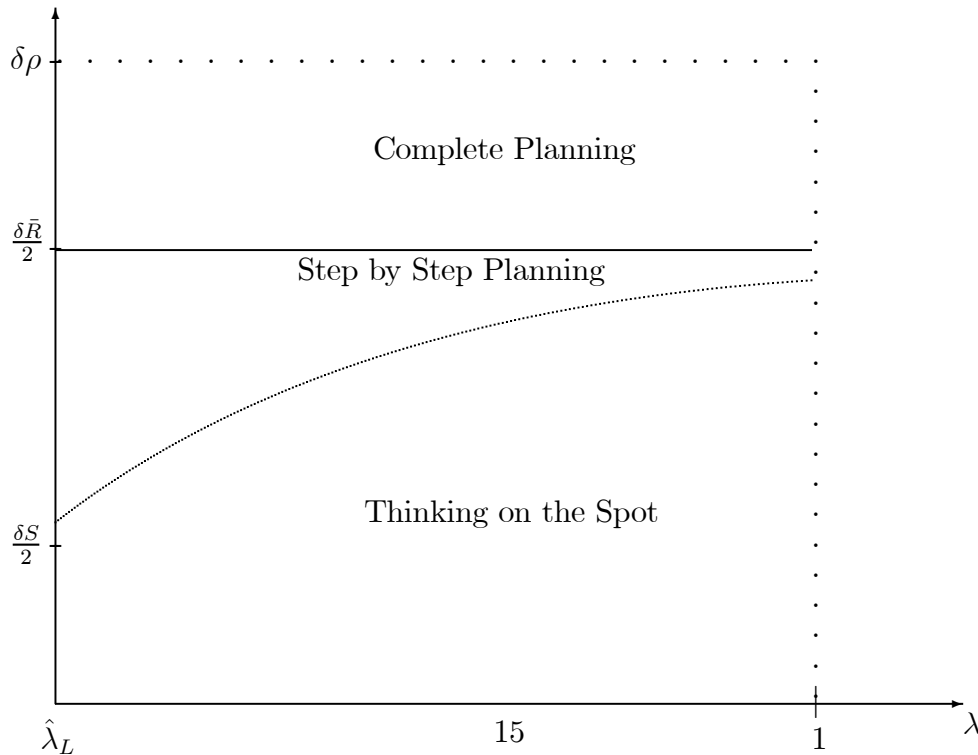 δρ
Complete Planning
δR̄/2
Step by Step Planning
Thinking on the Spot
δS/2
λ̂_L
15
1
λ